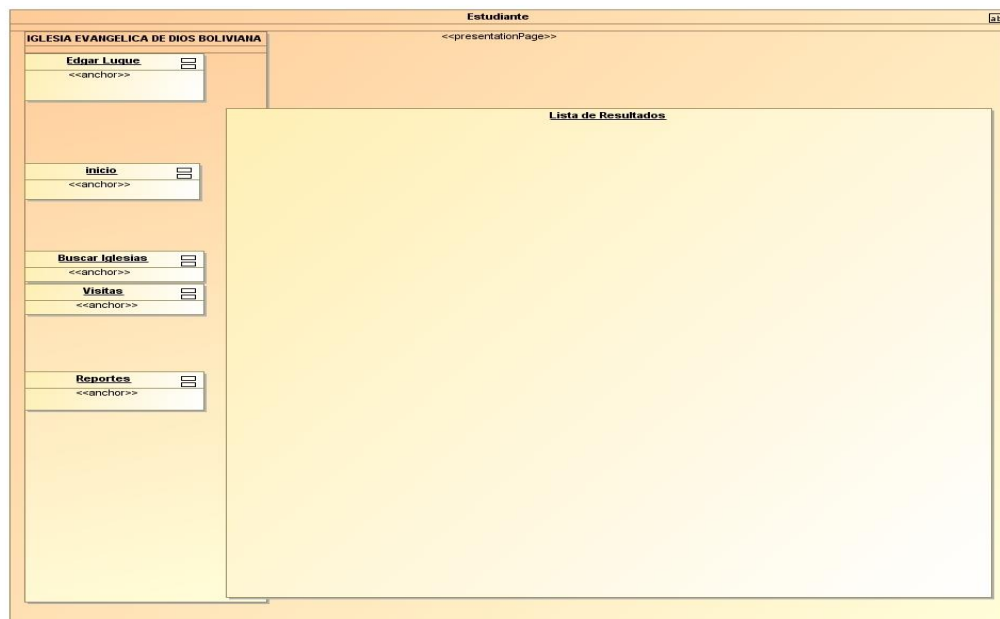 Estudiante
<<presentationPage>>
IGLESIA EVANGELICA DE DIOS BOLIVIANA
Edgar Luque
<<anchor>>
Lista de Resultados
inicio
<<anchor>>
Buscar Iglesias
<<anchor>>
Visitas
<<anchor>>
Reportes
<<anchor>>